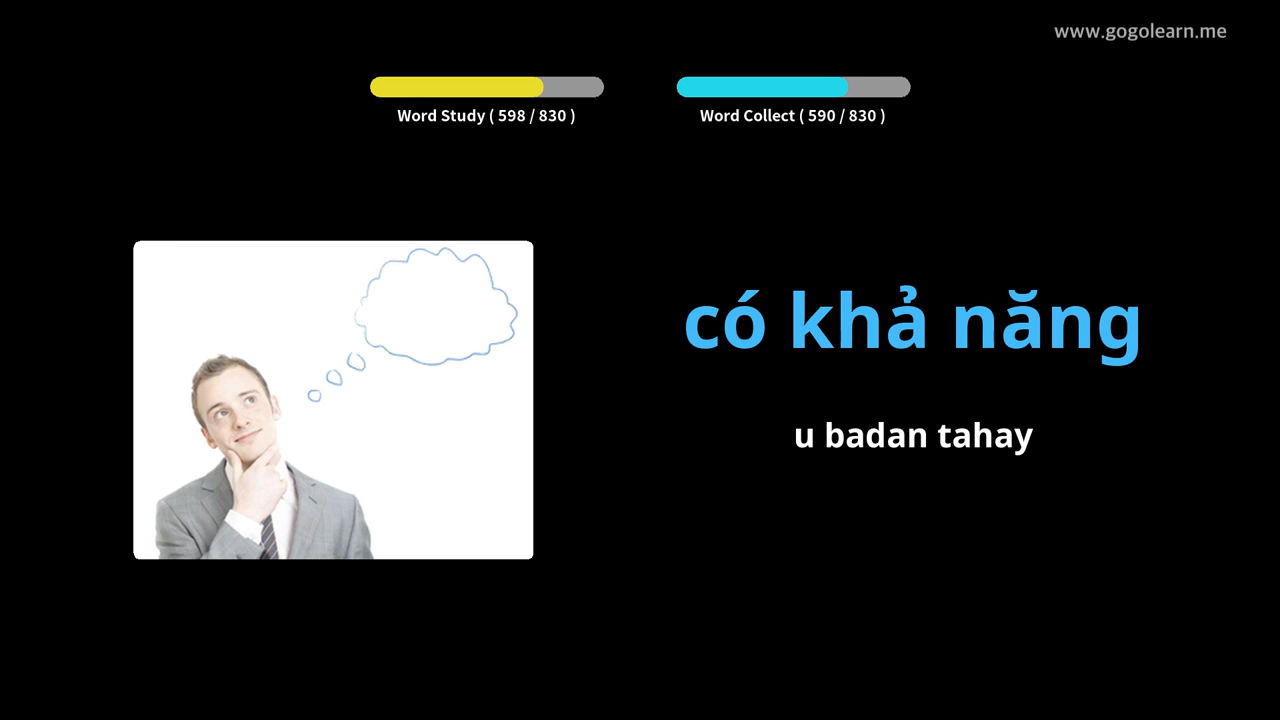 www.gogolearn.me
Word Study ( 598 / 830 )
Word Collect ( 590 / 830 )
có khả năng
u badan tahay